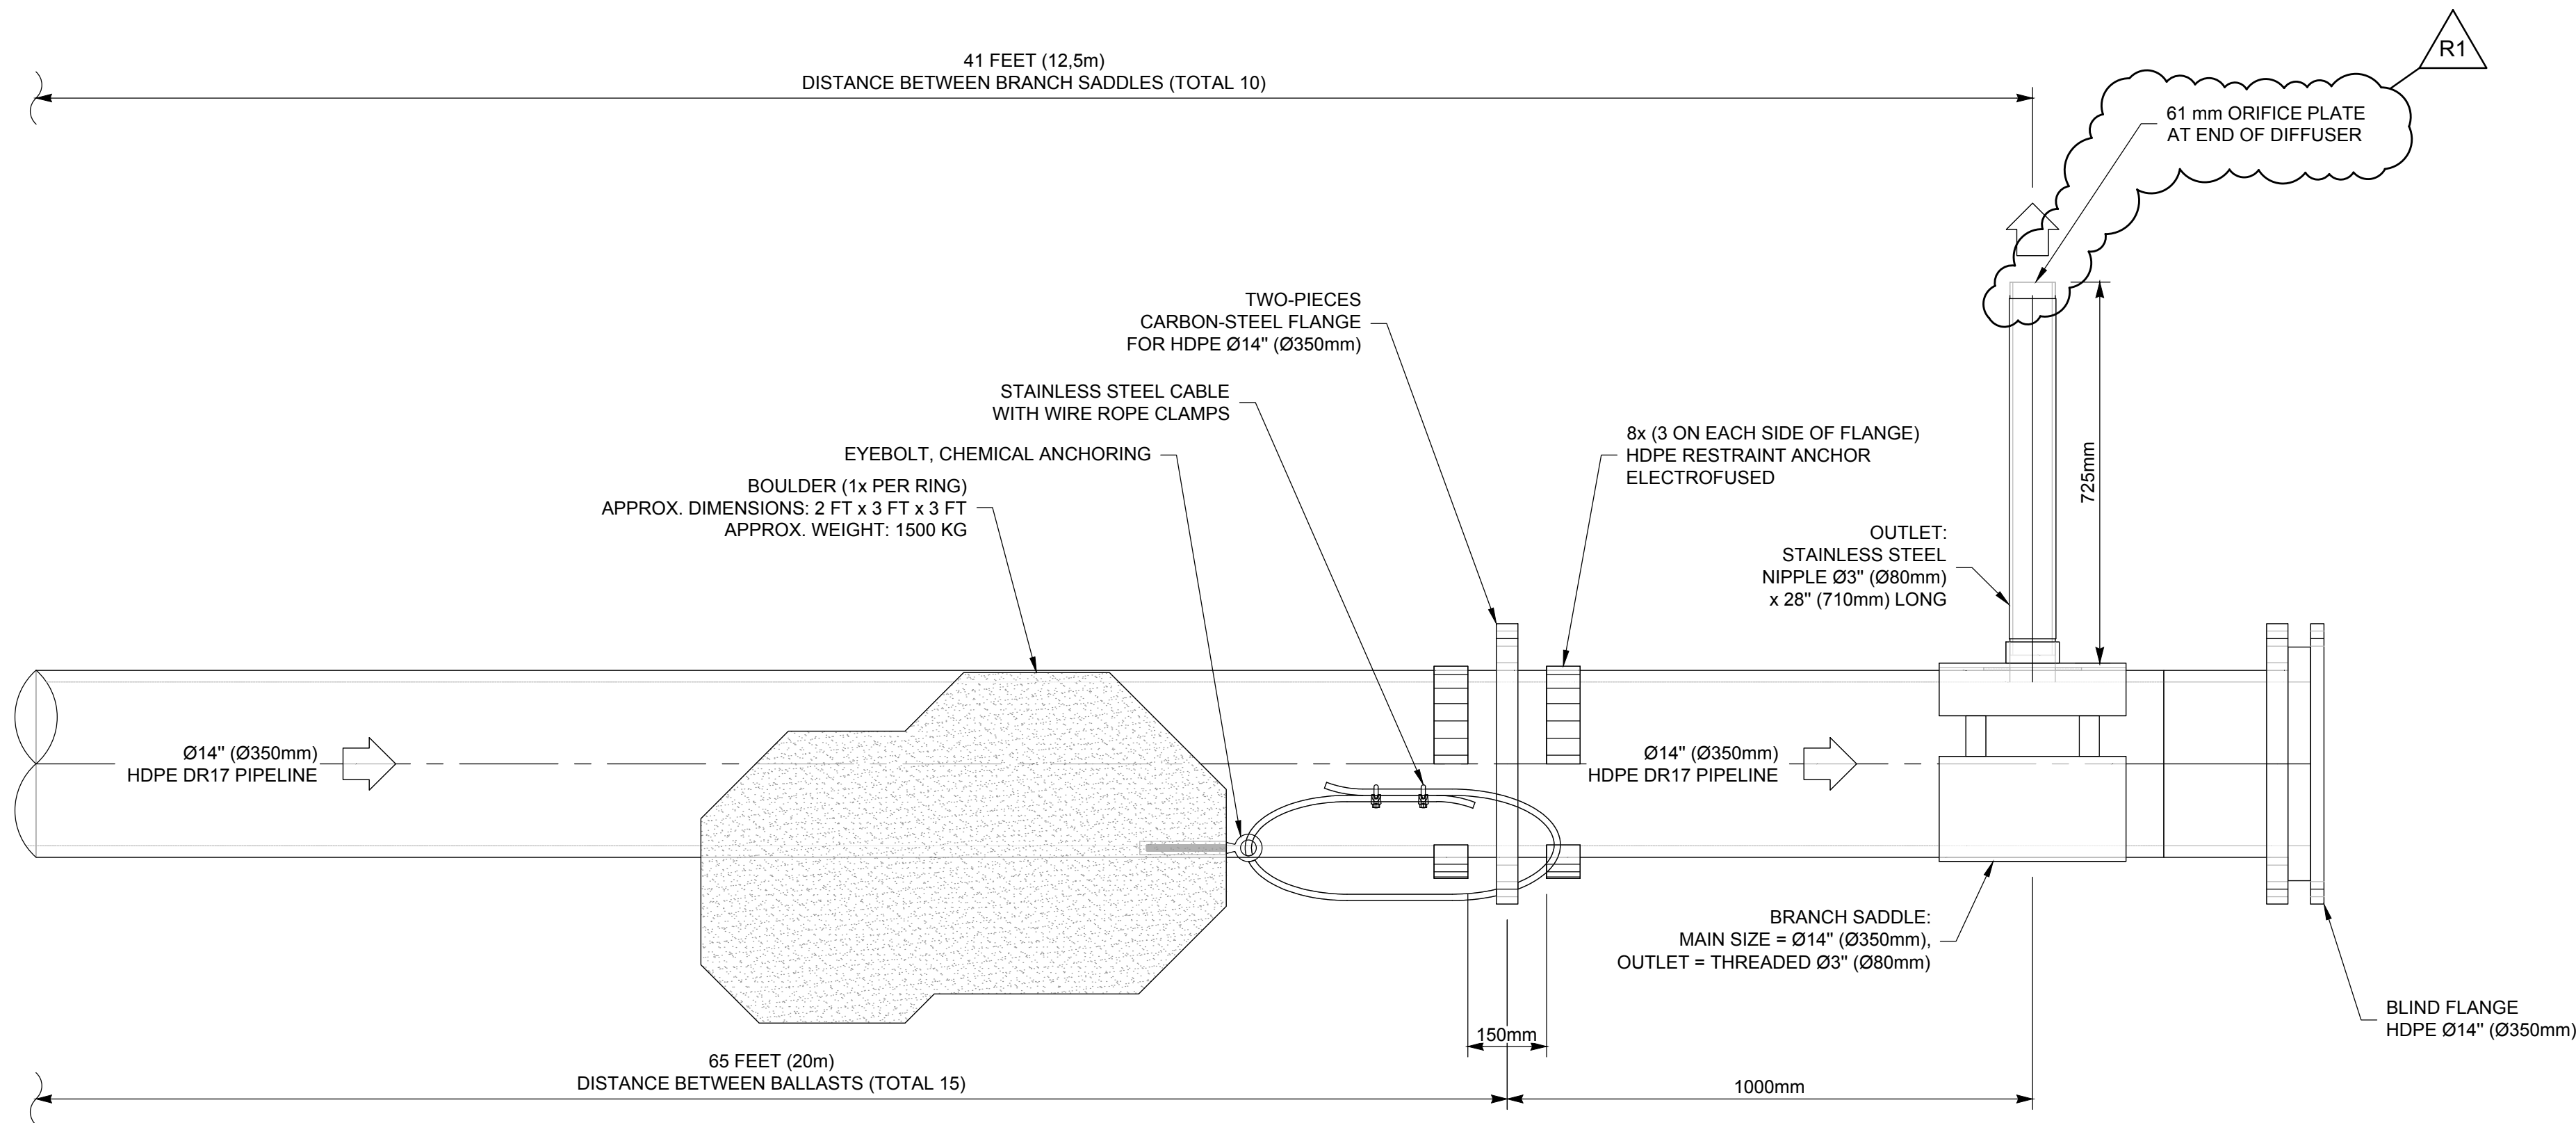 R1
41 FEET (12,5m)
DISTANCE BETWEEN BRANCH SADDLES (TOTAL 10)
61 mm ORIFICE PLATE
AT END OF DIFFUSER
TWO-PIECES
CARBON-STEEL FLANGE
FOR HDPE Ø14" (Ø350mm)
STAINLESS STEEL CABLE
WITH WIRE ROPE CLAMPS
EYEBOLT, CHEMICAL ANCHORING
BOULDER (1x PER RING)
APPROX. DIMENSIONS: 2 FT x 3 FT x 3 FT
APPROX. WEIGHT: 1500 KG
8x (3 ON EACH SIDE OF FLANGE)
HDPE RESTRAINT ANCHOR
ELECTROFUSED
725mm
OUTLET:
STAINLESS STEEL
NIPPLE Ø3" (Ø80mm)
x 28" (710mm) LONG
Ø14" (Ø350mm)
HDPE DR17 PIPELINE
Ø14" (Ø350mm)
HDPE DR17 PIPELINE
BRANCH SADDLE:
MAIN SIZE = Ø14" (Ø350mm),
OUTLET = THREADED Ø3" (Ø80mm)
BLIND FLANGE
HDPE Ø14" (Ø350mm)
150mm
65 FEET (20m)
DISTANCE BETWEEN BALLASTS (TOTAL 15)
1000mm